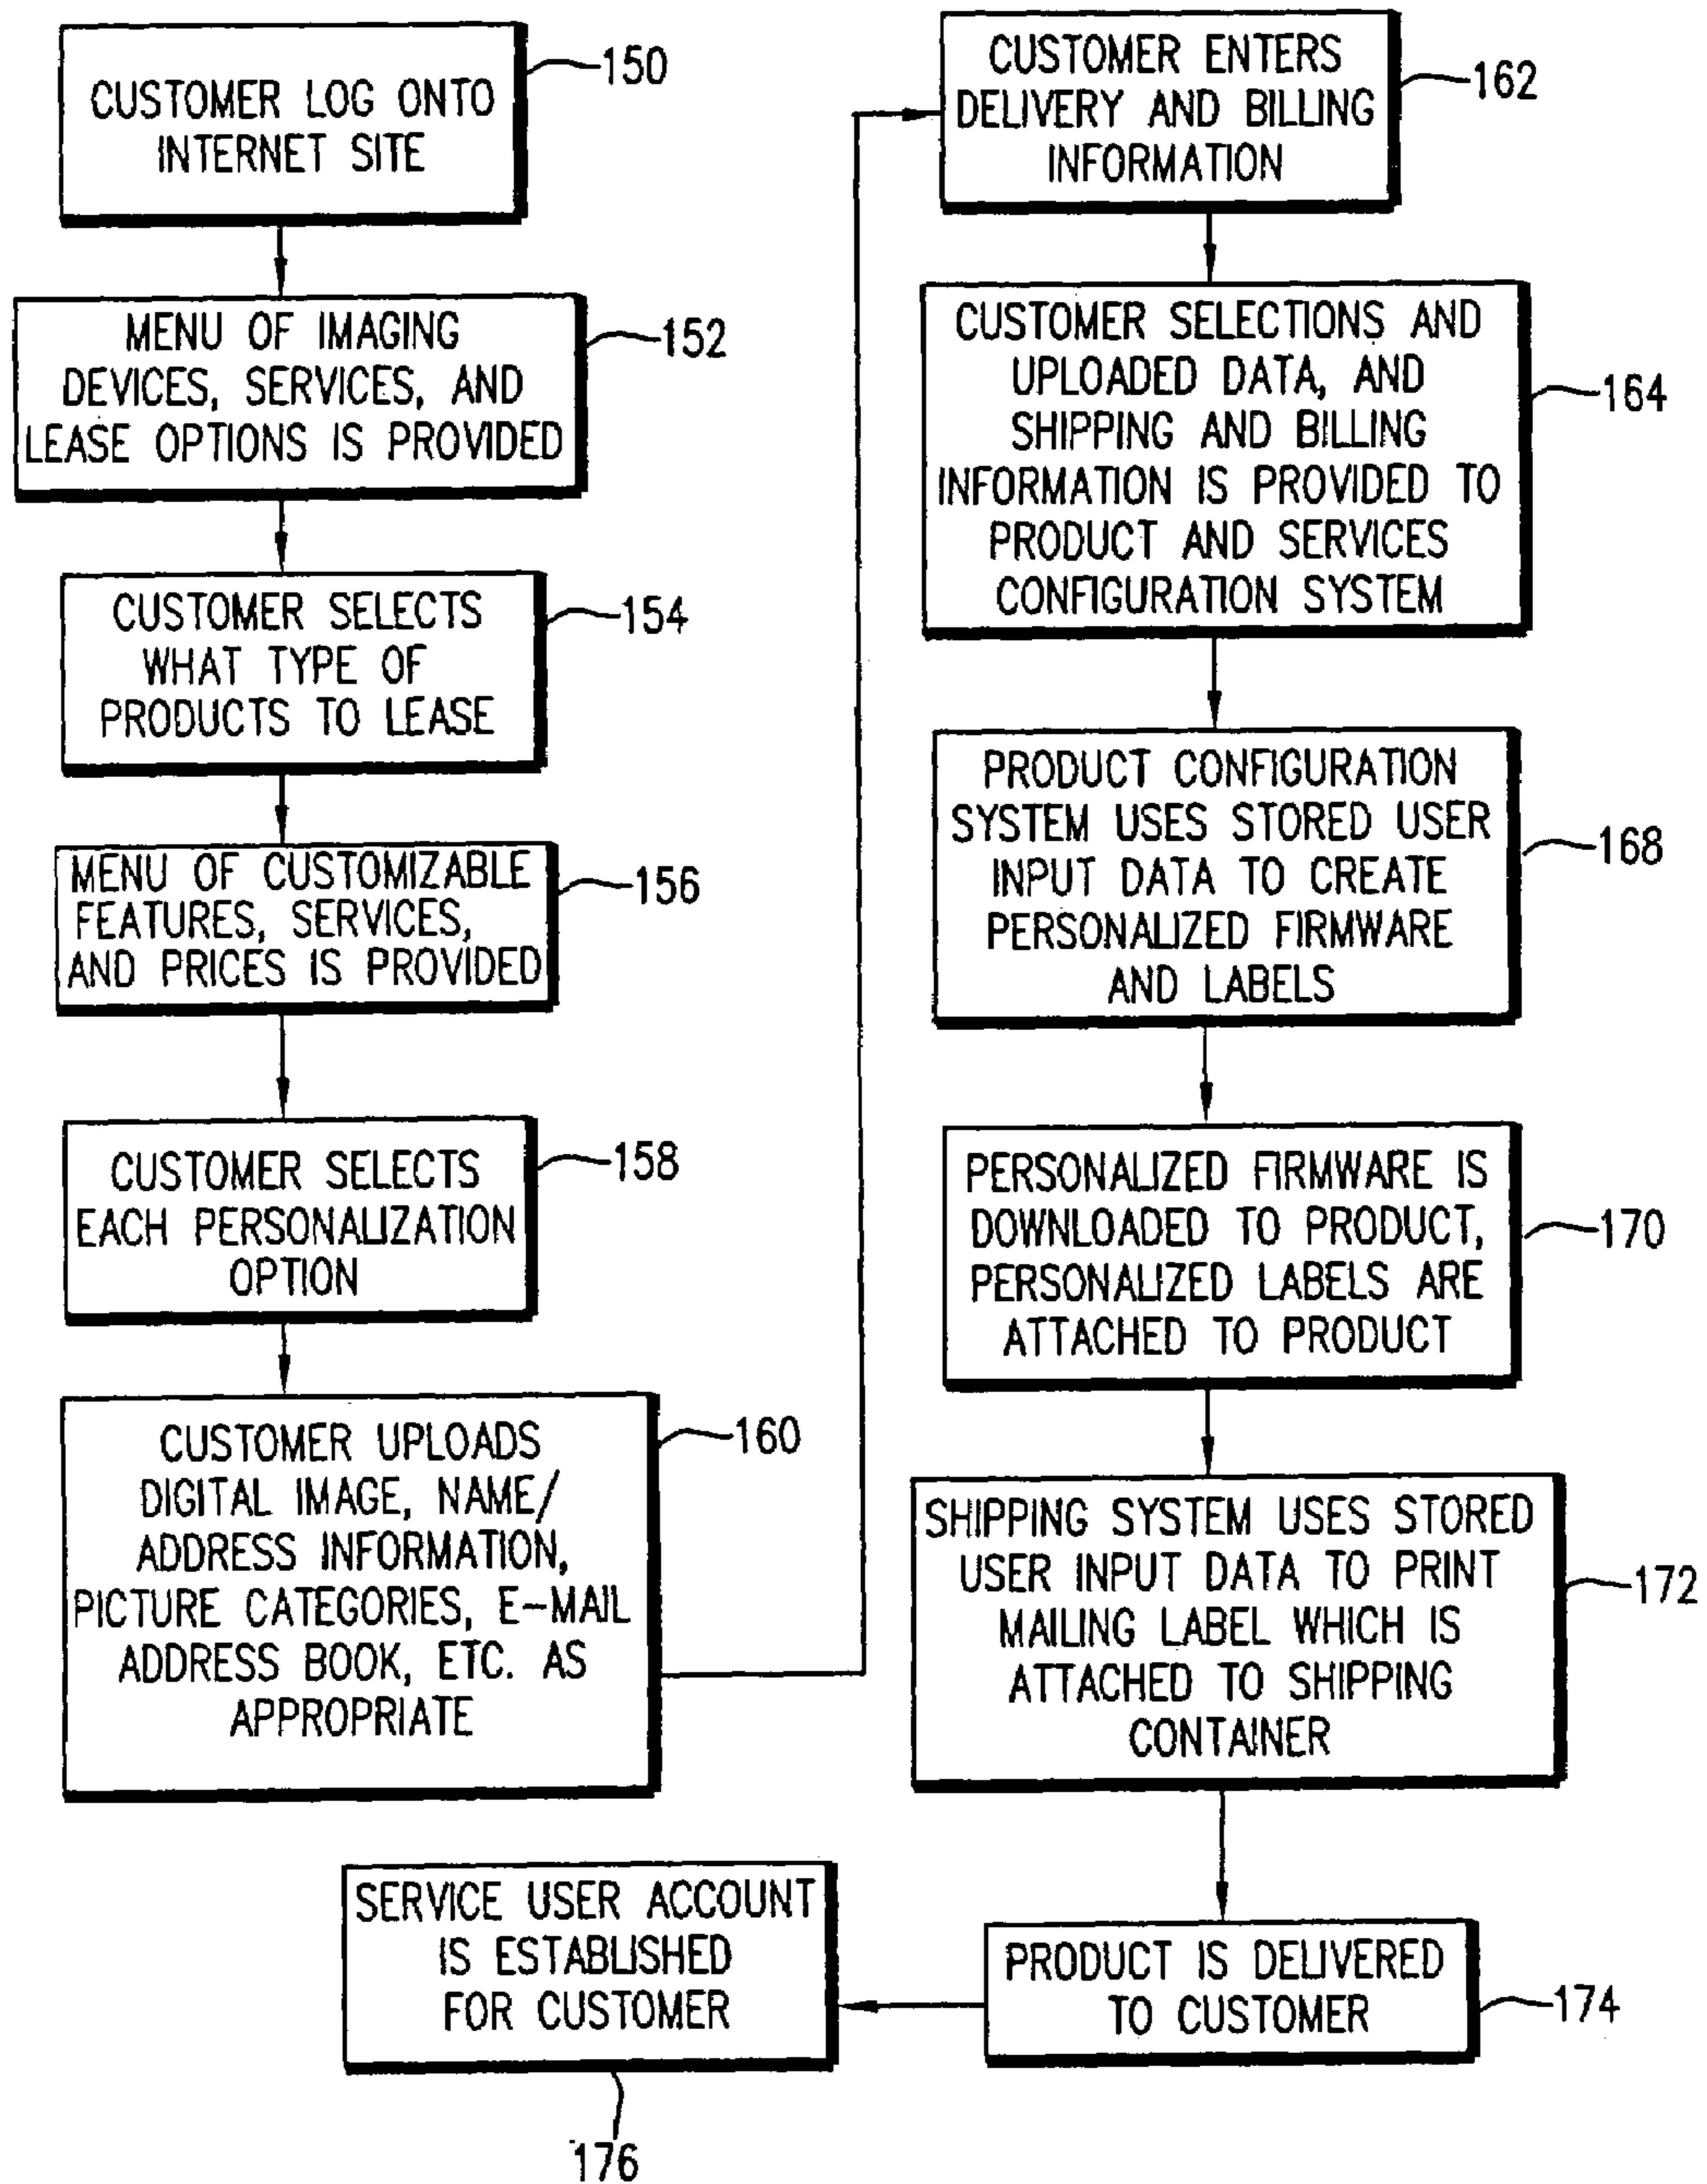 CUSTOMER LOG ONTO
INTERNET SITE
150
MENU OF IMAGING
DEVICES, SERVICES, AND
LEASE OPTIONS IS PROVIDED
152
CUSTOMER SELECTS
WHAT TYPE OF
PRODUCTS TO LEASE
154
MENU OF CUSTOMIZABLE
FEATURES, SERVICES,
AND PRICES IS PROVIDED
156
CUSTOMER SELECTS
EACH PERSONALIZATION
OPTION
158
CUSTOMER UPLOADS
DIGITAL IMAGE, NAME/
ADDRESS INFORMATION,
PICTURE CATEGORIES, E-MAIL
ADDRESS BOOK, ETC. AS
APPROPRIATE
160
CUSTOMER ENTERS
DELIVERY AND BILLING
INFORMATION
162
CUSTOMER SELECTIONS AND
UPLOADED DATA, AND
SHIPPING AND BILLING
INFORMATION IS PROVIDED TO
PRODUCT AND SERVICES
CONFIGURATION SYSTEM
164
PRODUCT CONFIGURATION
SYSTEM USES STORED USER
INPUT DATA TO CREATE
PERSONALIZED FIRMWARE
AND LABELS
168
PERSONALIZED FIRMWARE IS
DOWNLOADED TO PRODUCT,
PERSONALIZED LABELS ARE
ATTACHED TO PRODUCT
170
SHIPPING SYSTEM USES STORED
USER INPUT DATA TO PRINT
MAILING LABEL WHICH IS
ATTACHED TO SHIPPING
CONTAINER
172
PRODUCT IS DELIVERED
TO CUSTOMER
174
SERVICE USER ACCOUNT
IS ESTABLISHED
FOR CUSTOMER
176